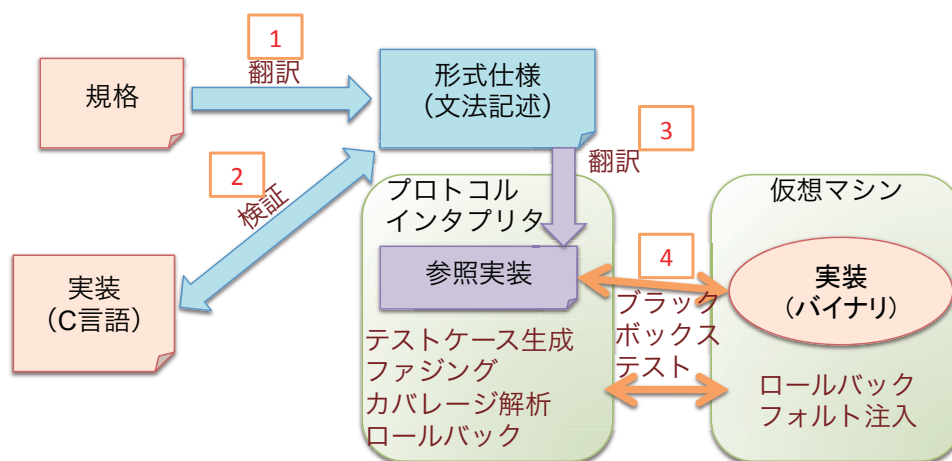 1
翻訳
規格
形式仕様
（文法記述）
3
翻訳
2
検証
プロトコル
インタプリタ
仮想マシン
実装
（C言語）
参照実装
4
実装
（バイナリ）
ブラック
ボックス
テスト
テストケース生成
ファジング
カバレージ解析
ロールバック
ロールバック
フォルト注入